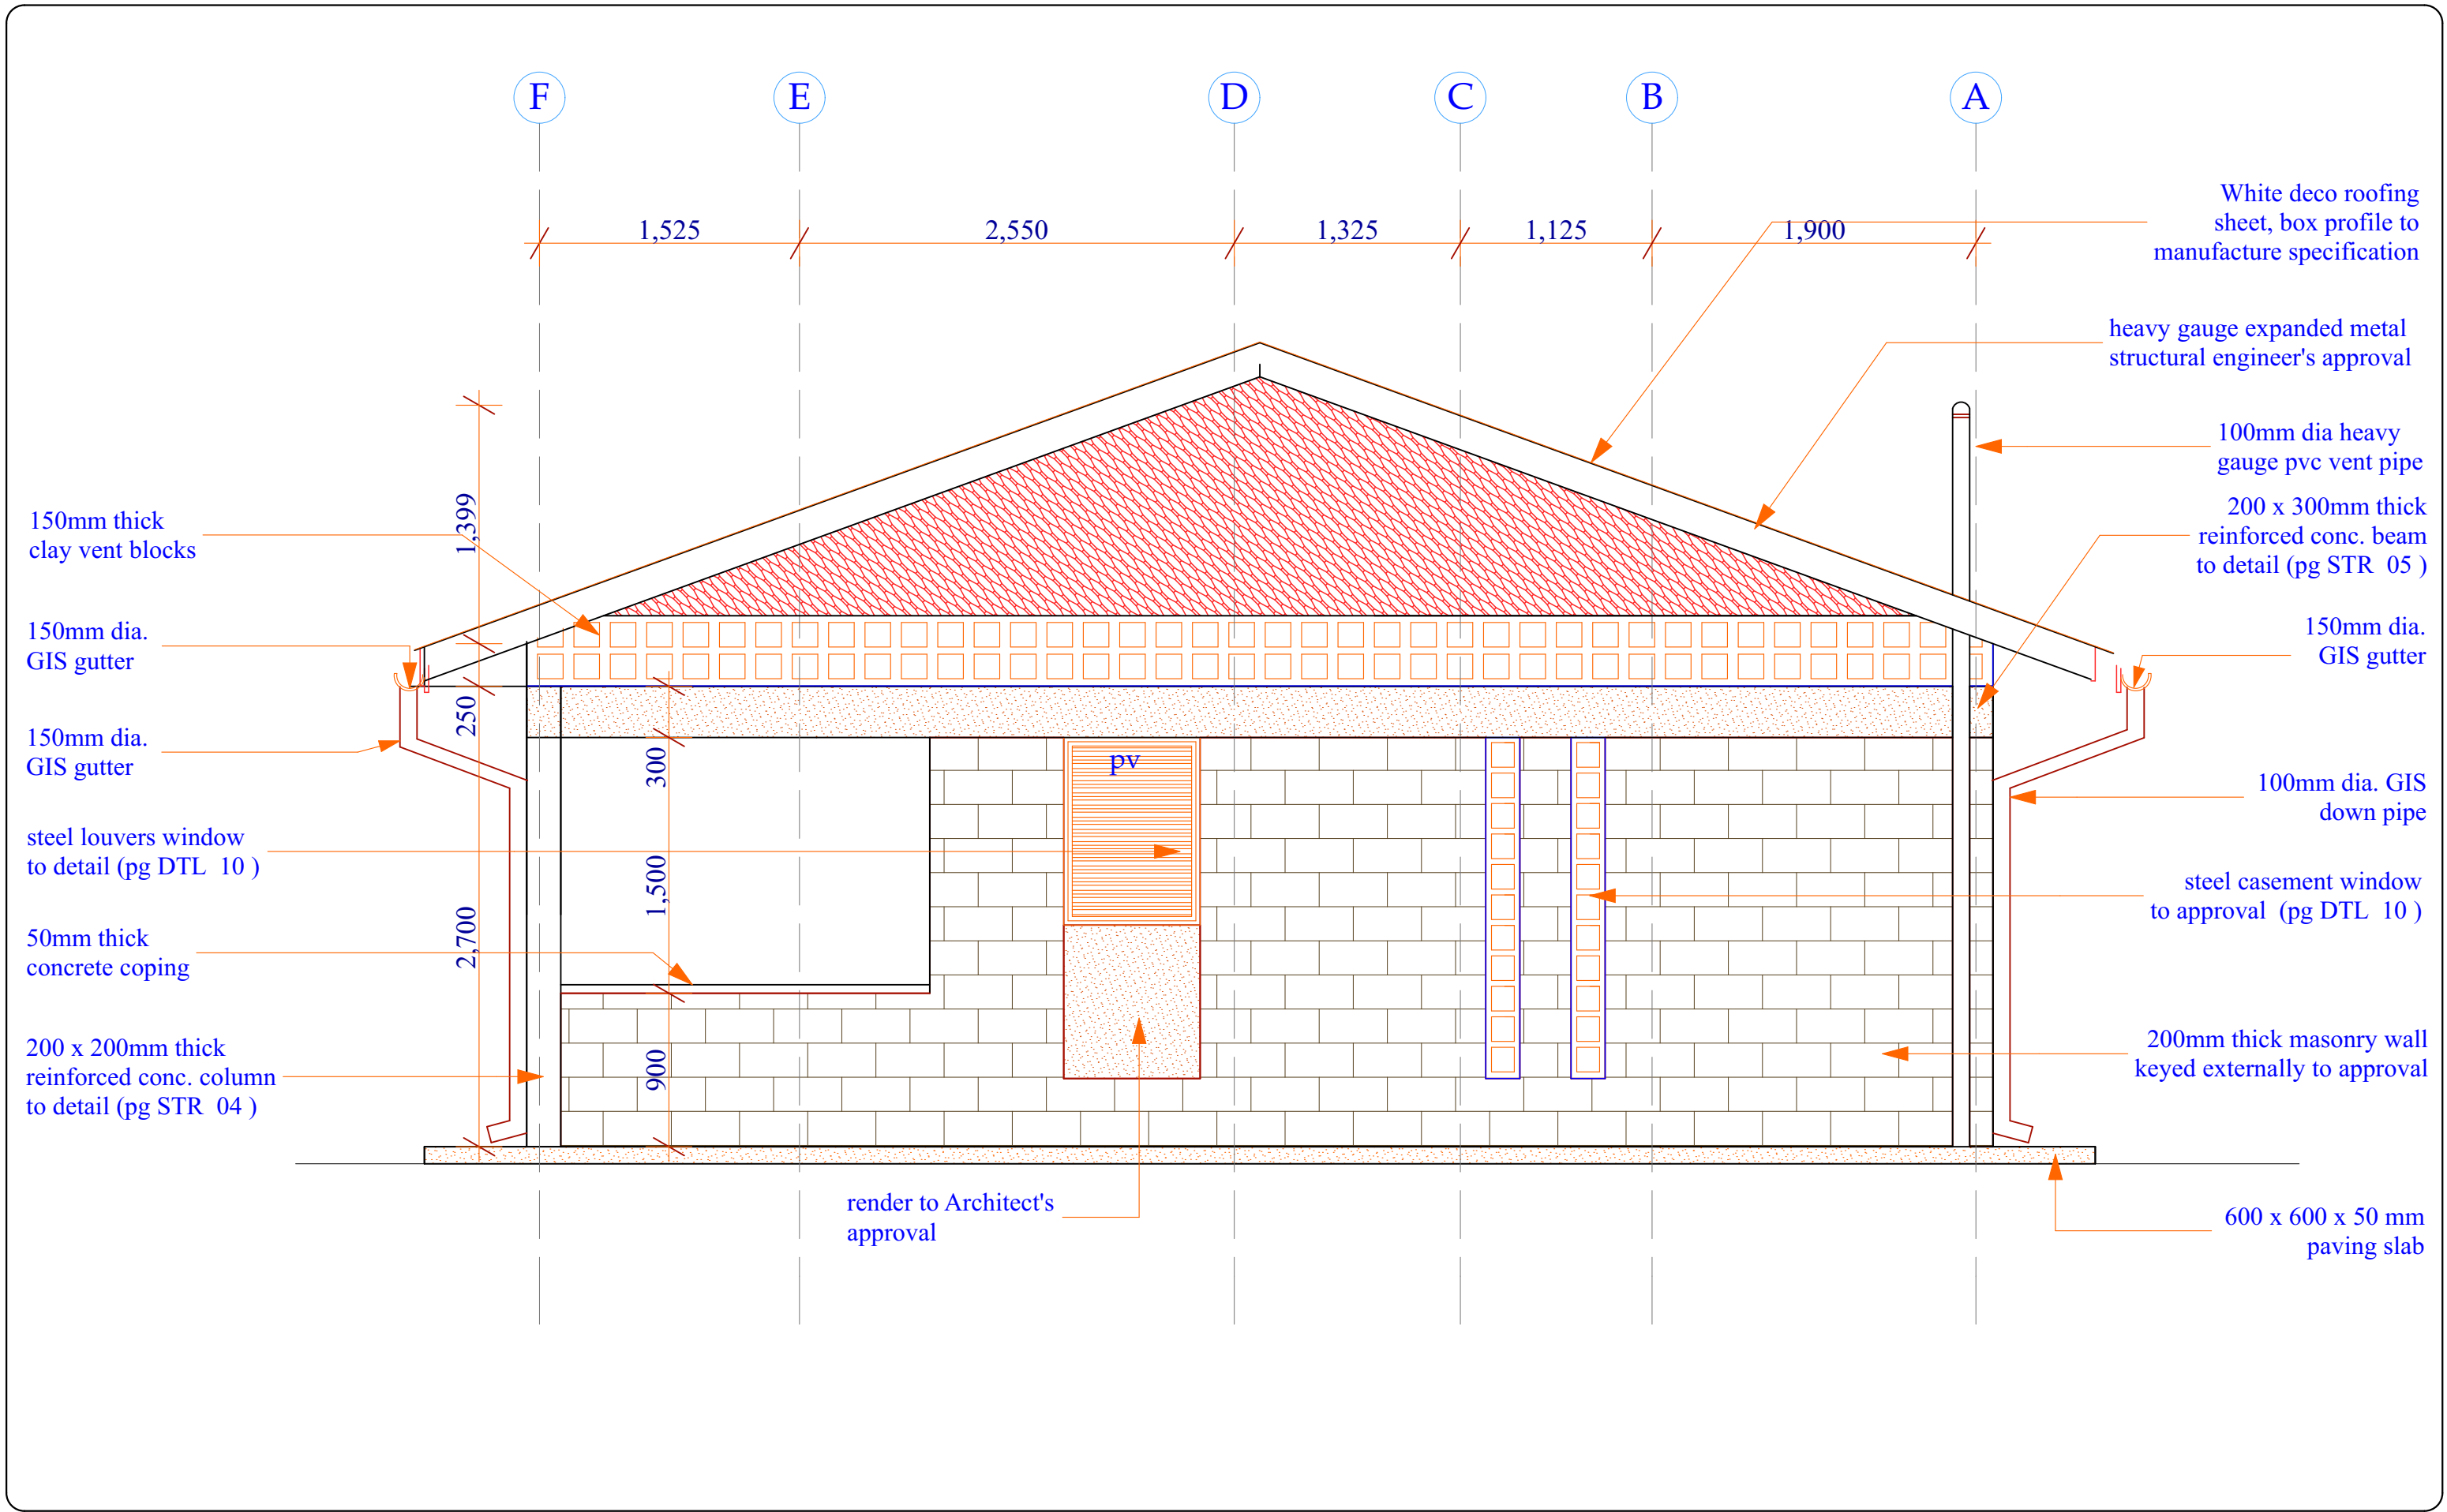 F
E
D
C
B
A
1,525
2,550
1,325
1,125
1,900
White deco roofing
sheet, box profile to
manufacture specification
heavy gauge expanded metal
structural engineer's approval
100mm dia heavy
gauge pvc vent pipe
200 x 300mm thick
reinforced conc. beam
to detail (pg STR 05 )
150mm dia.
GIS gutter
100mm dia. GIS
down pipe
steel casement window
to approval (pg DTL 10 )
200mm thick masonry wall
keyed externally to approval
600 x 600 x 50 mm
paving slab
150mm thick
clay vent blocks
150mm dia.
GIS gutter
150mm dia.
GIS gutter
steel louvers window
to detail (pg DTL 10 )
50mm thick
concrete coping
200 x 200mm thick
reinforced conc. column
to detail (pg STR 04 )
1,399
250
2,700
300
1,500
900
pv
render to Architect's
approval